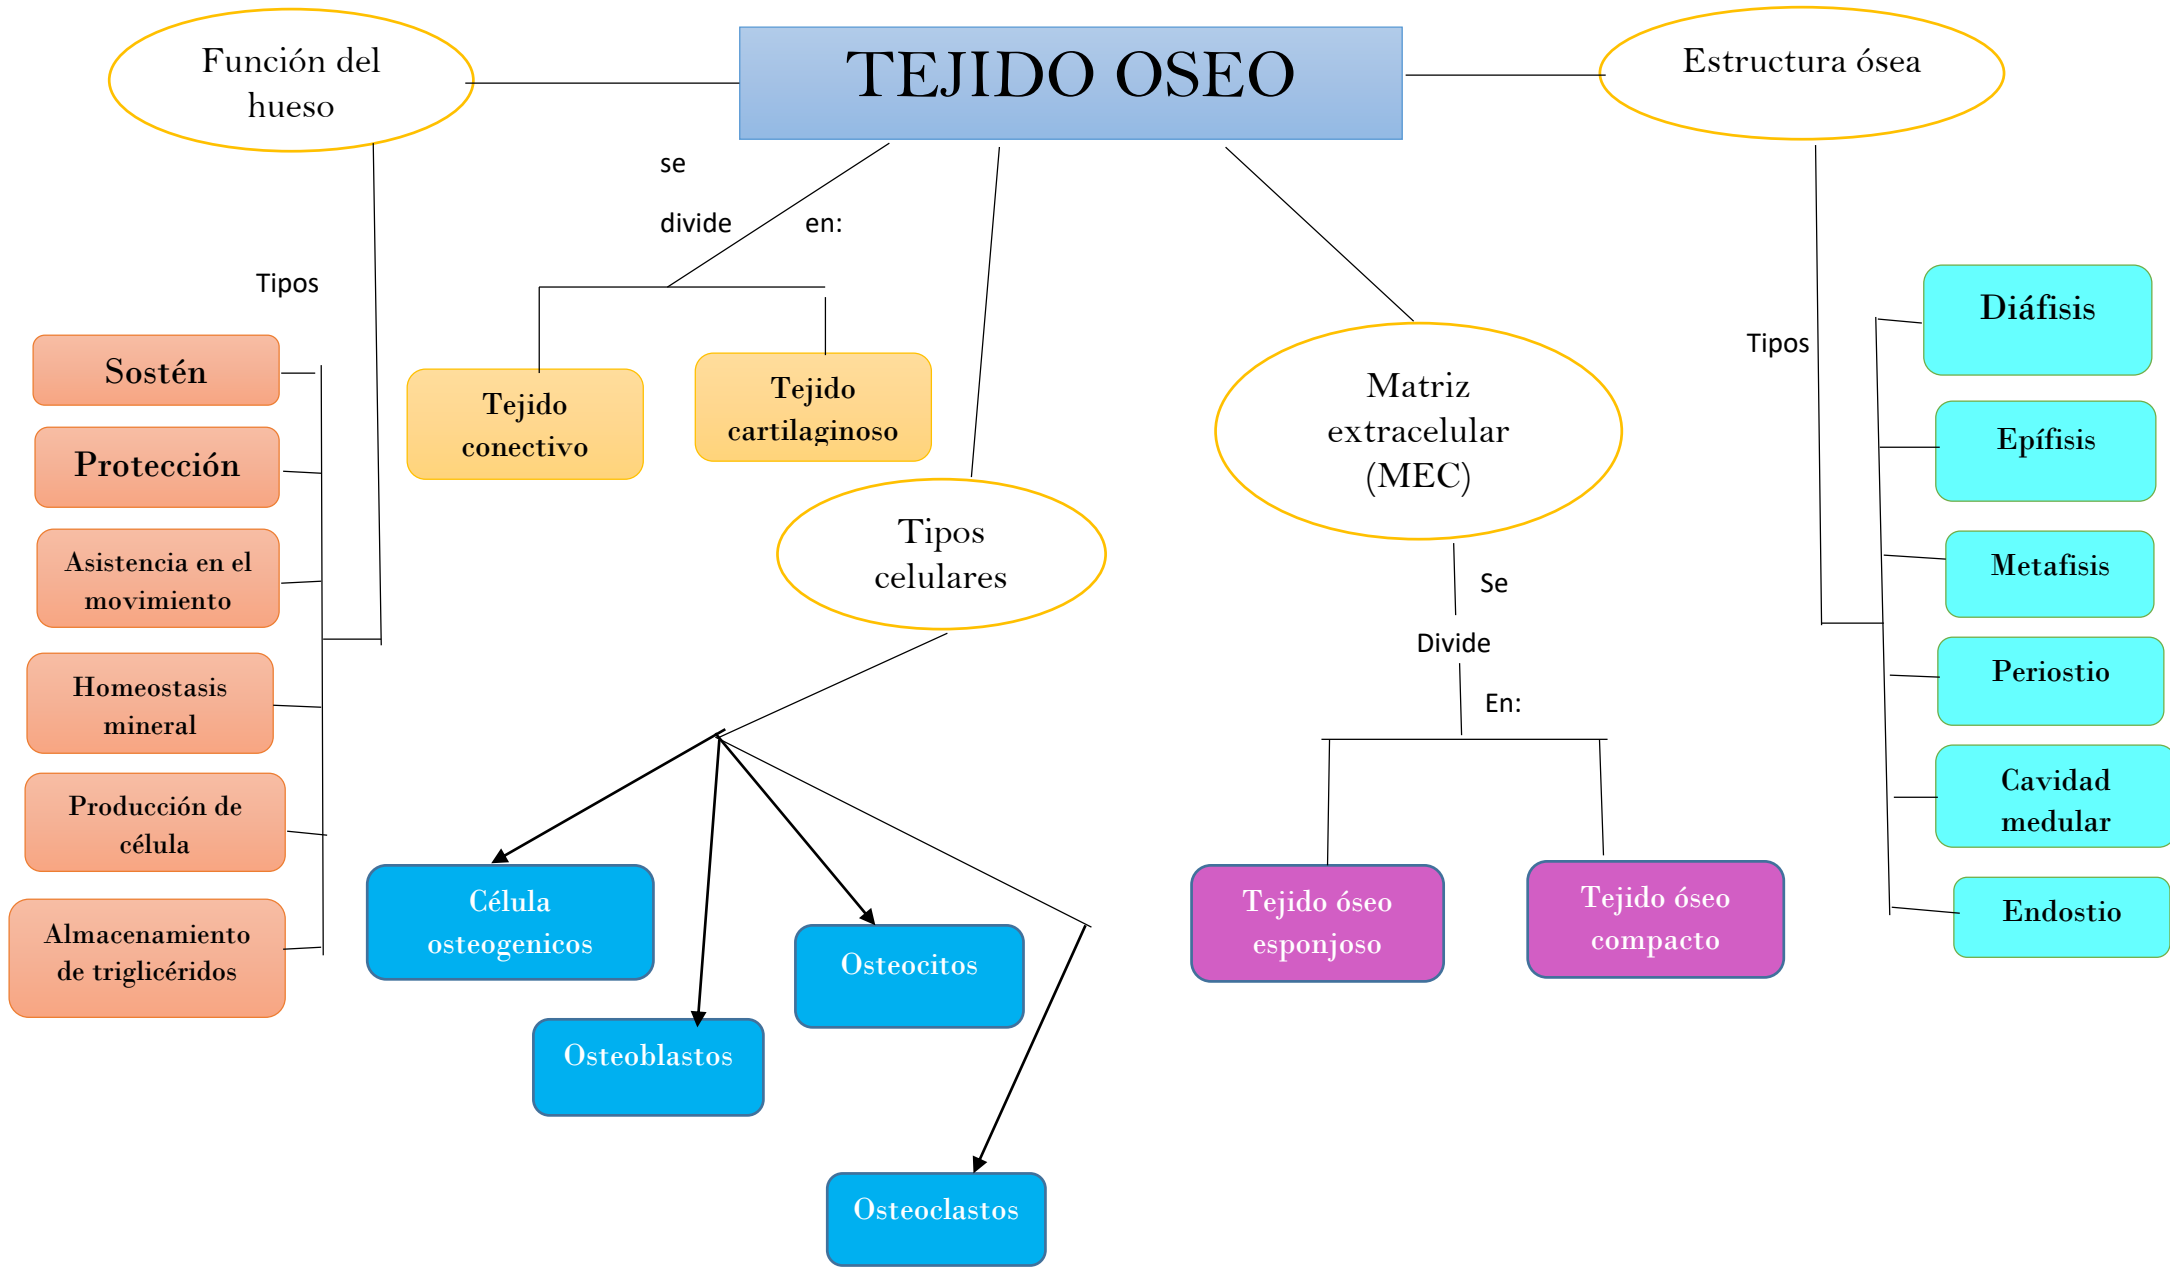 TEJIDO OSEO
Función del
hueso
Estructura ósea
se
divide en:
Tipos
Sostén
Protección
Asistencia en el
movimiento
Homeostasis
mineral
Producción de
célula
Almacenamiento
de triglicéridos
Tejido
conectivo
Tejido
cartilaginoso
Tipos
celulares
Célula
osteogenicos
Osteoblastos
Osteocitos
Osteoclastos
Matriz
extracelular
(MEC)
Se
Divide
En:
Tejido óseo
esponjoso
Tejido óseo
compacto
Tipos
Diáfisis
Epífisis
Metafisis
Periostio
Cavidad
medular
Endostio